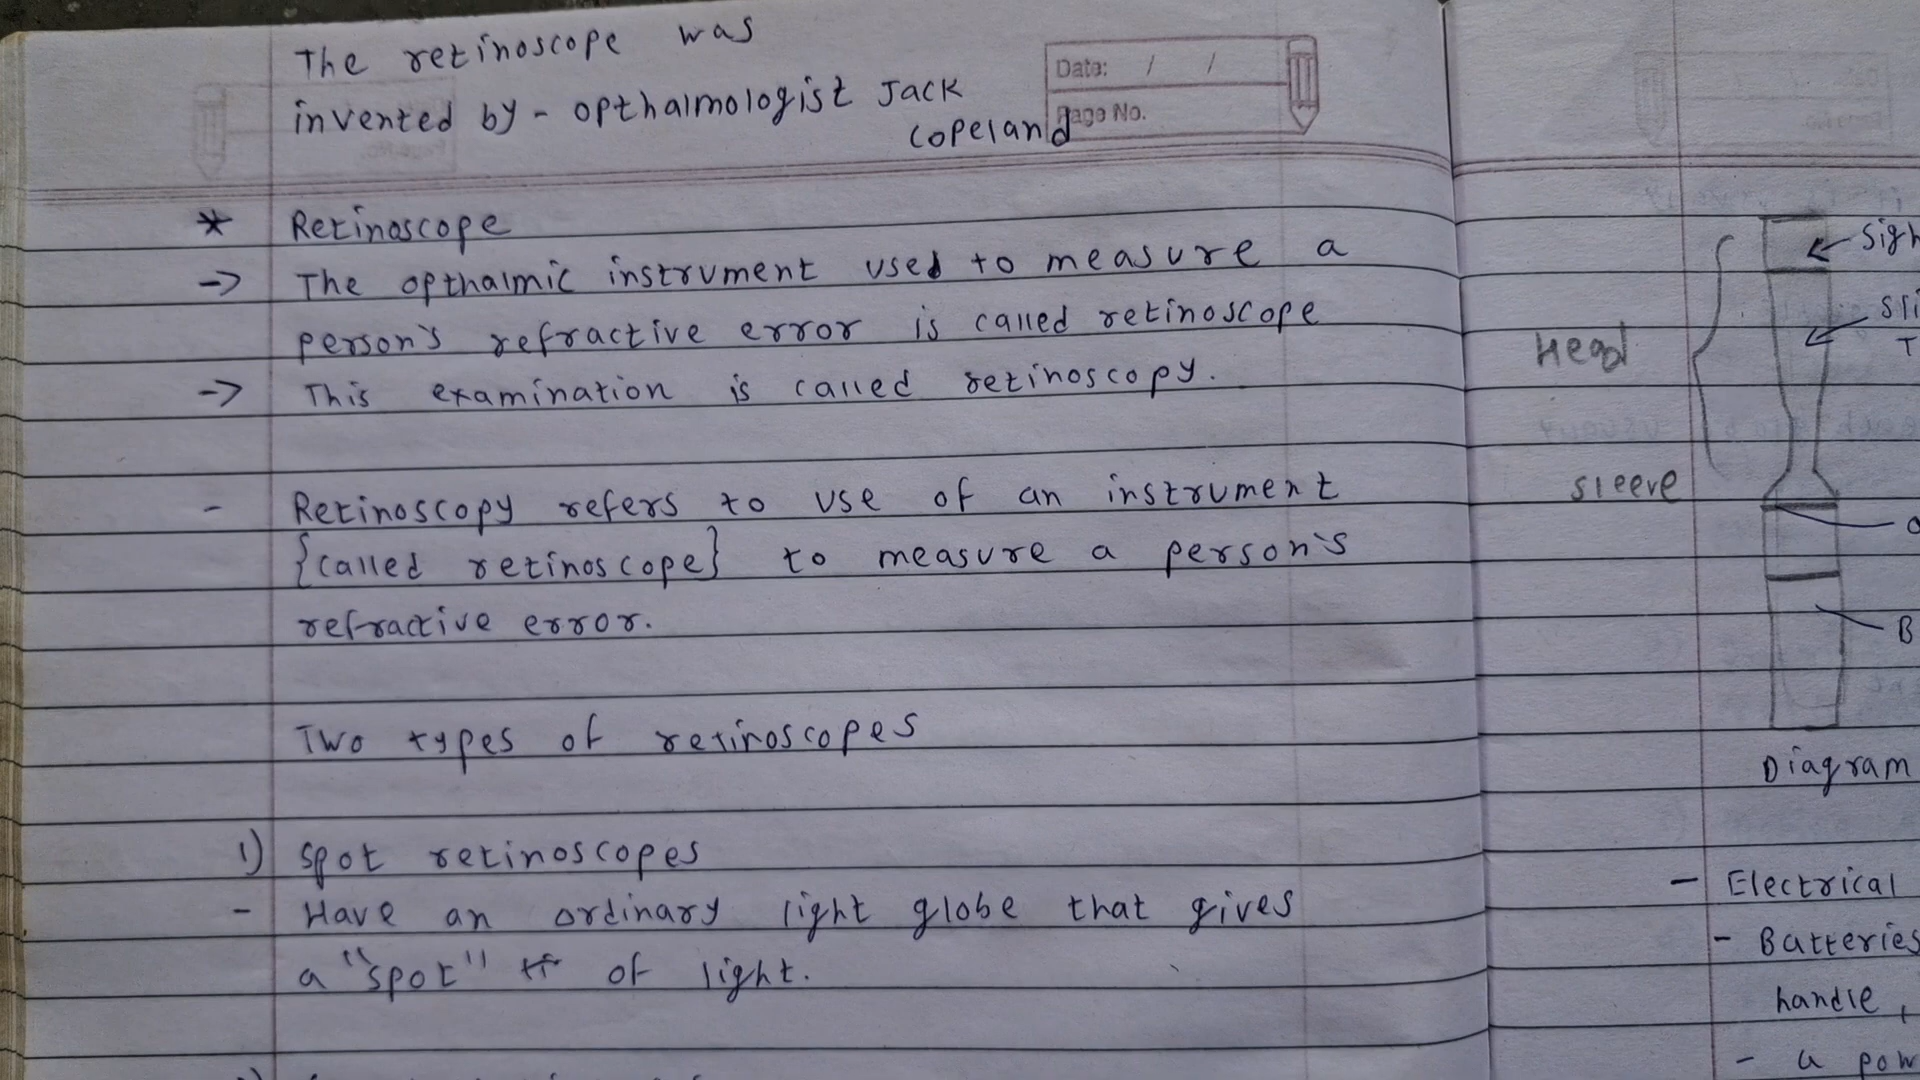 The retinoscope was
invented by - opthalmologist Jack
copeland
Date: / /
Page No.
* Retinoscope
-> The opthalmic instrument used to measure a
person's refractive error is called retinoscope
-> This examination is called retinoscopy.
- Retinoscopy refers to use of an instrument
{called retinoscope} to measure a person's
refractive error.
Two types of retinoscopes
1) spot retinoscopes
- Have an ordinary light globe that gives
a "spot" of light.
Head
sleeve
B
Diagram
- Electrical
- Batteries
handle,
- a